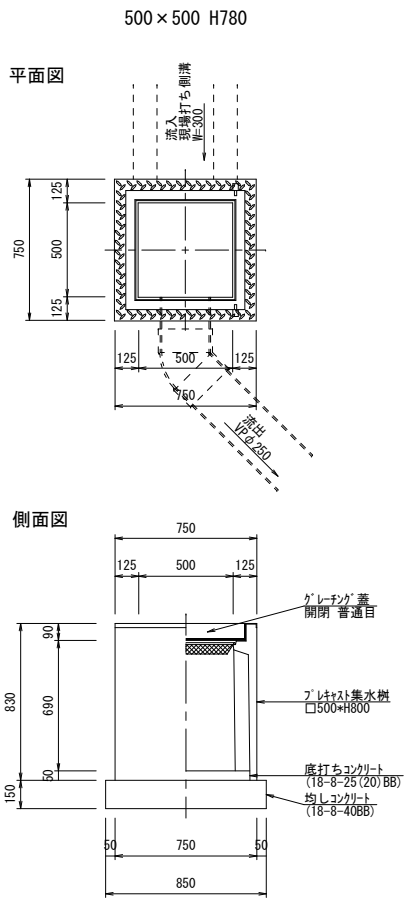 500×500 H780
平面図
流入
現場打ち側溝
W=300
125
500
125
750
125
500
125
750
流出
VPφ250
側面図
750
125
500
125
グレーチング蓋
開閉 普通目
90
690
50
830
150
プレキャスト集水桝
□500*H800
底打ちコンクリート
(18-8-25(20)BB)
均しコンクリート
(18-8-40BB)
50
750
50
850